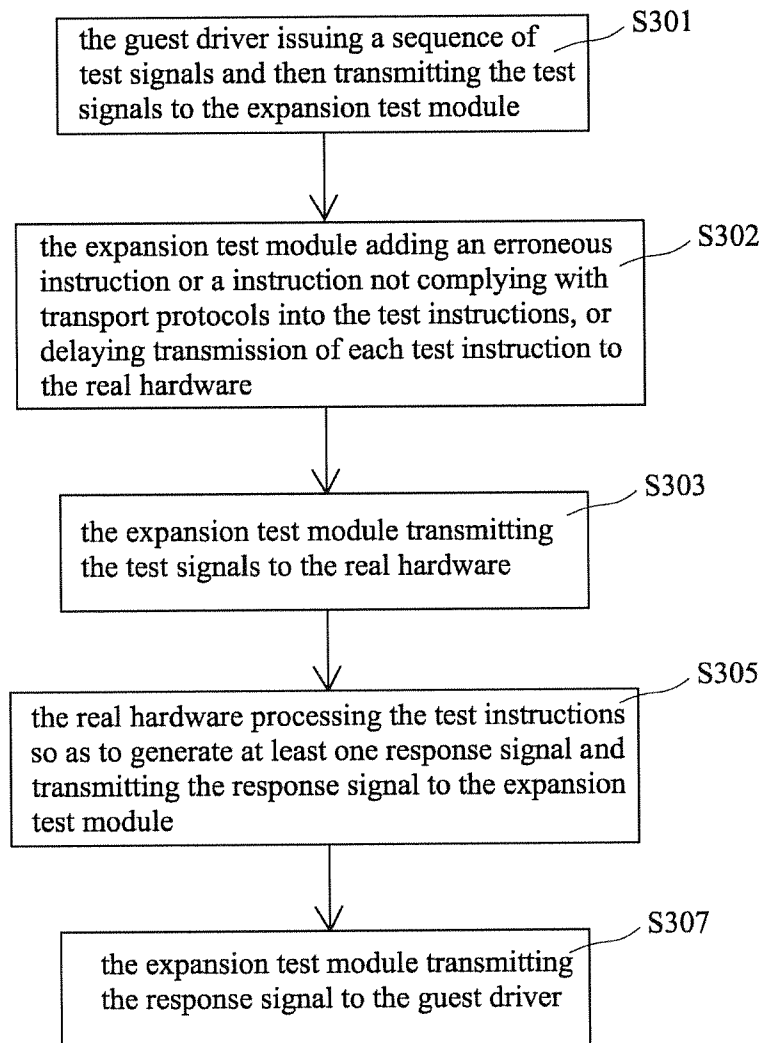 S301
the guest driver issuing a sequence of
test signals and then transmitting the test
signals to the expansion test module
S302
the expansion test module adding an erroneous
instruction or a instruction not complying with
transport protocols into the test instructions, or
delaying transmission of each test instruction to
the real hardware
S303
the expansion test module transmitting
the test signals to the real hardware
S305
the real hardware processing the test instructions
so as to generate at least one response signal and
transmitting the response signal to the expansion
test module
S307
the expansion test module transmitting
the response signal to the guest driver